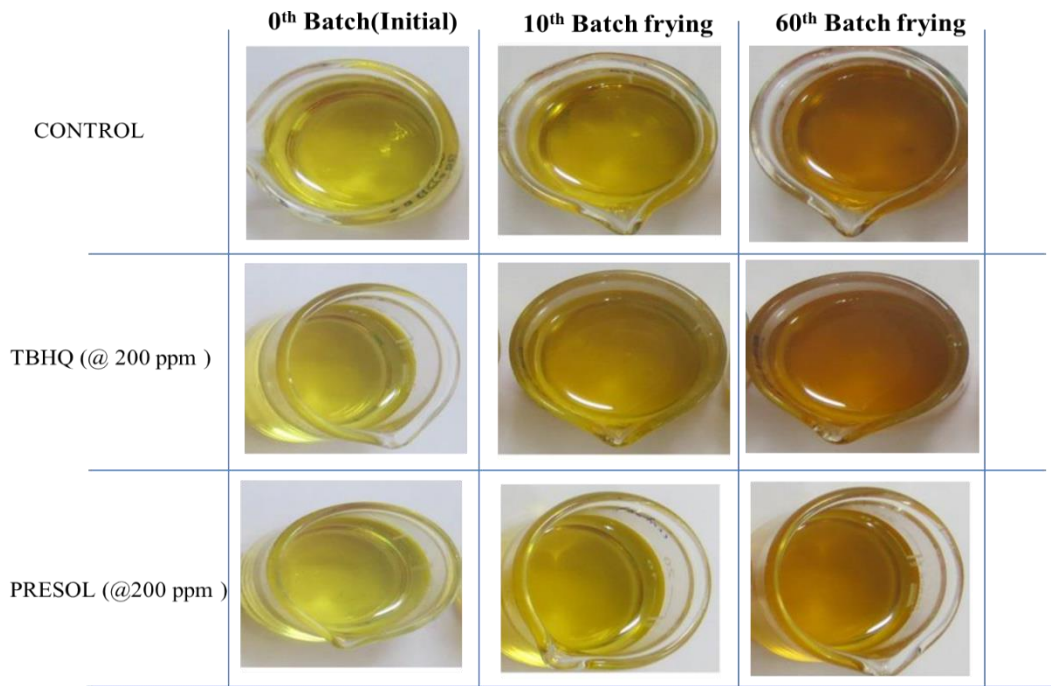 0th Batch(Initial) 10th Batch frying 60th Batch frying
CONTROL
TBHQ (@ 200 ppm )
PRESOL (@200 ppm )